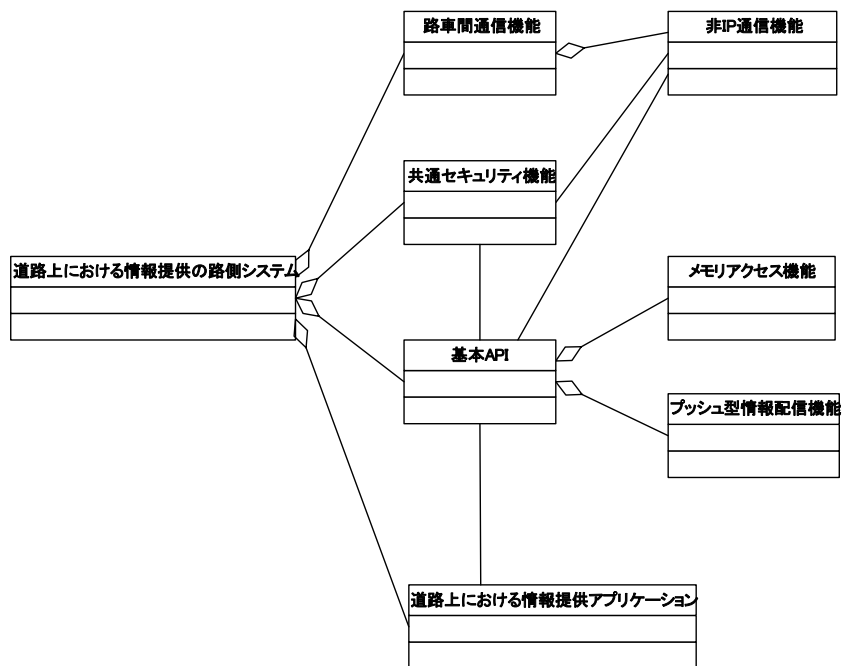 路車間通信機能
非IP通信機能
共通セキュリティ機能
道路上における情報提供の路側システム
メモリアクセス機能
基本API
プッシュ型情報配信機能
道路上における情報提供アプリケーション